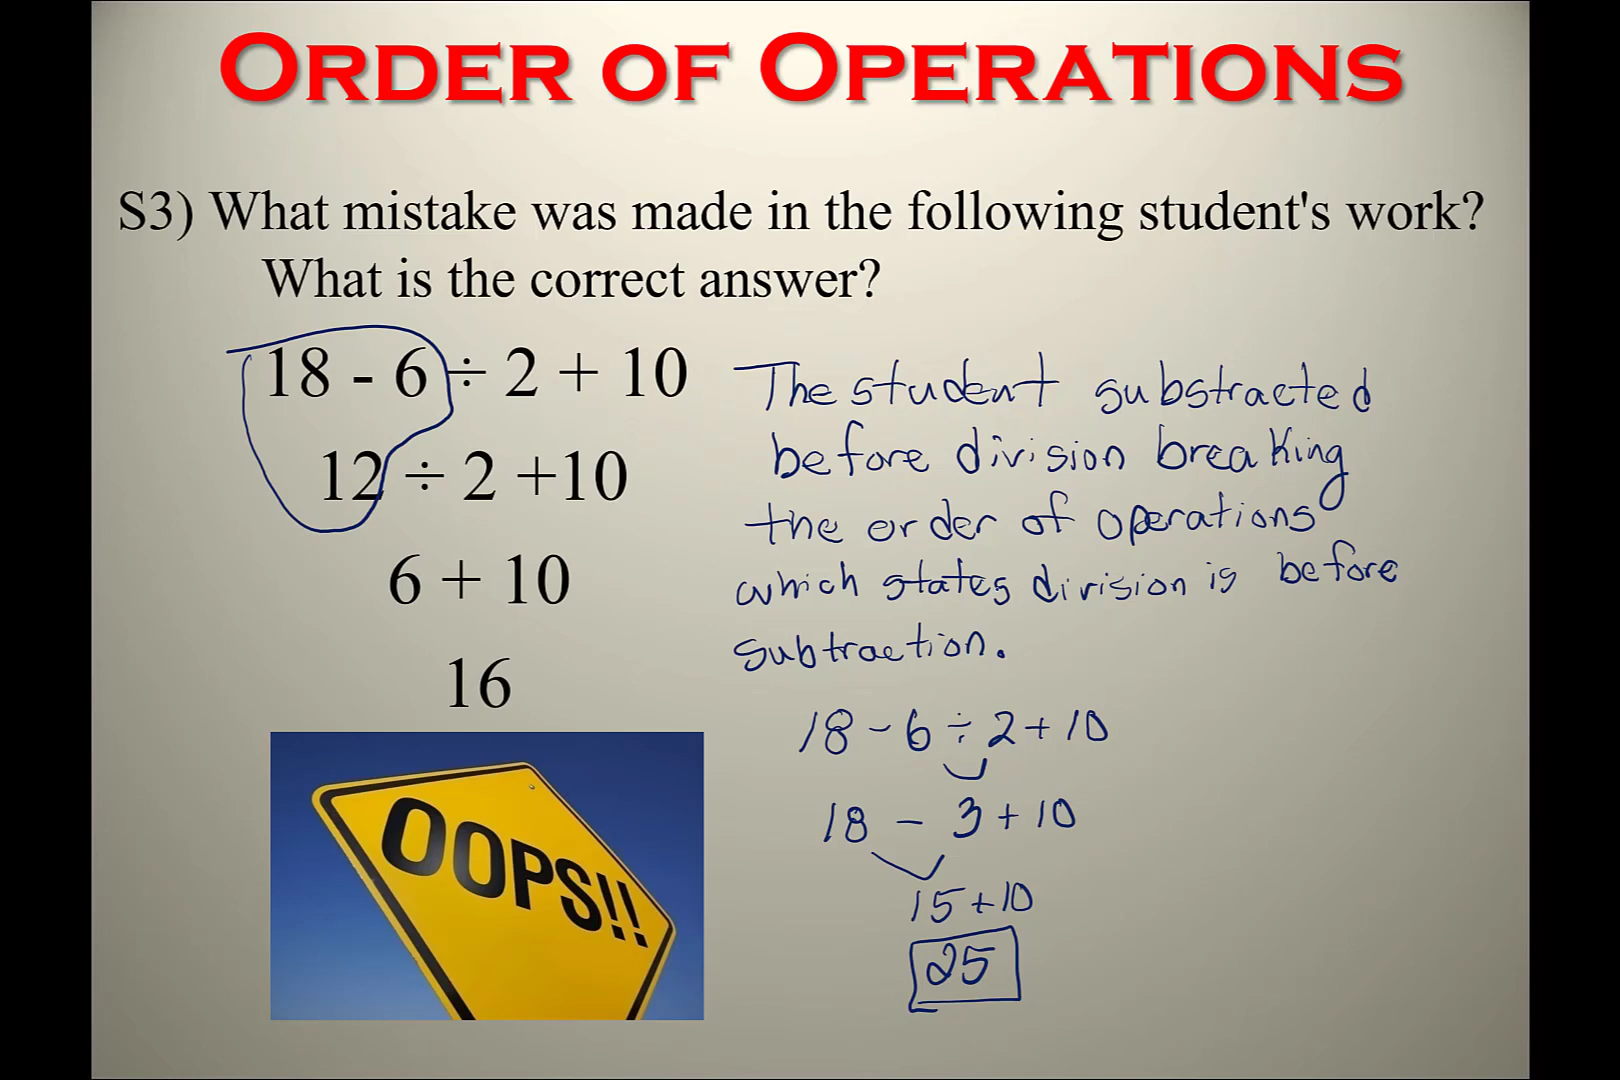 ORDER OF OPERATIONS
S3) What mistake was made in the following student's work?
What is the correct answer?
18 - 6 ÷ 2 + 10
12 ÷ 2 +10
6 + 10
16
The student substracted
before division breaking
the order of operations
which states division is before
subtraction.
18 - 6 ÷ 2 + 10
18 - 3 + 10
15 + 10
25
OOPS!!